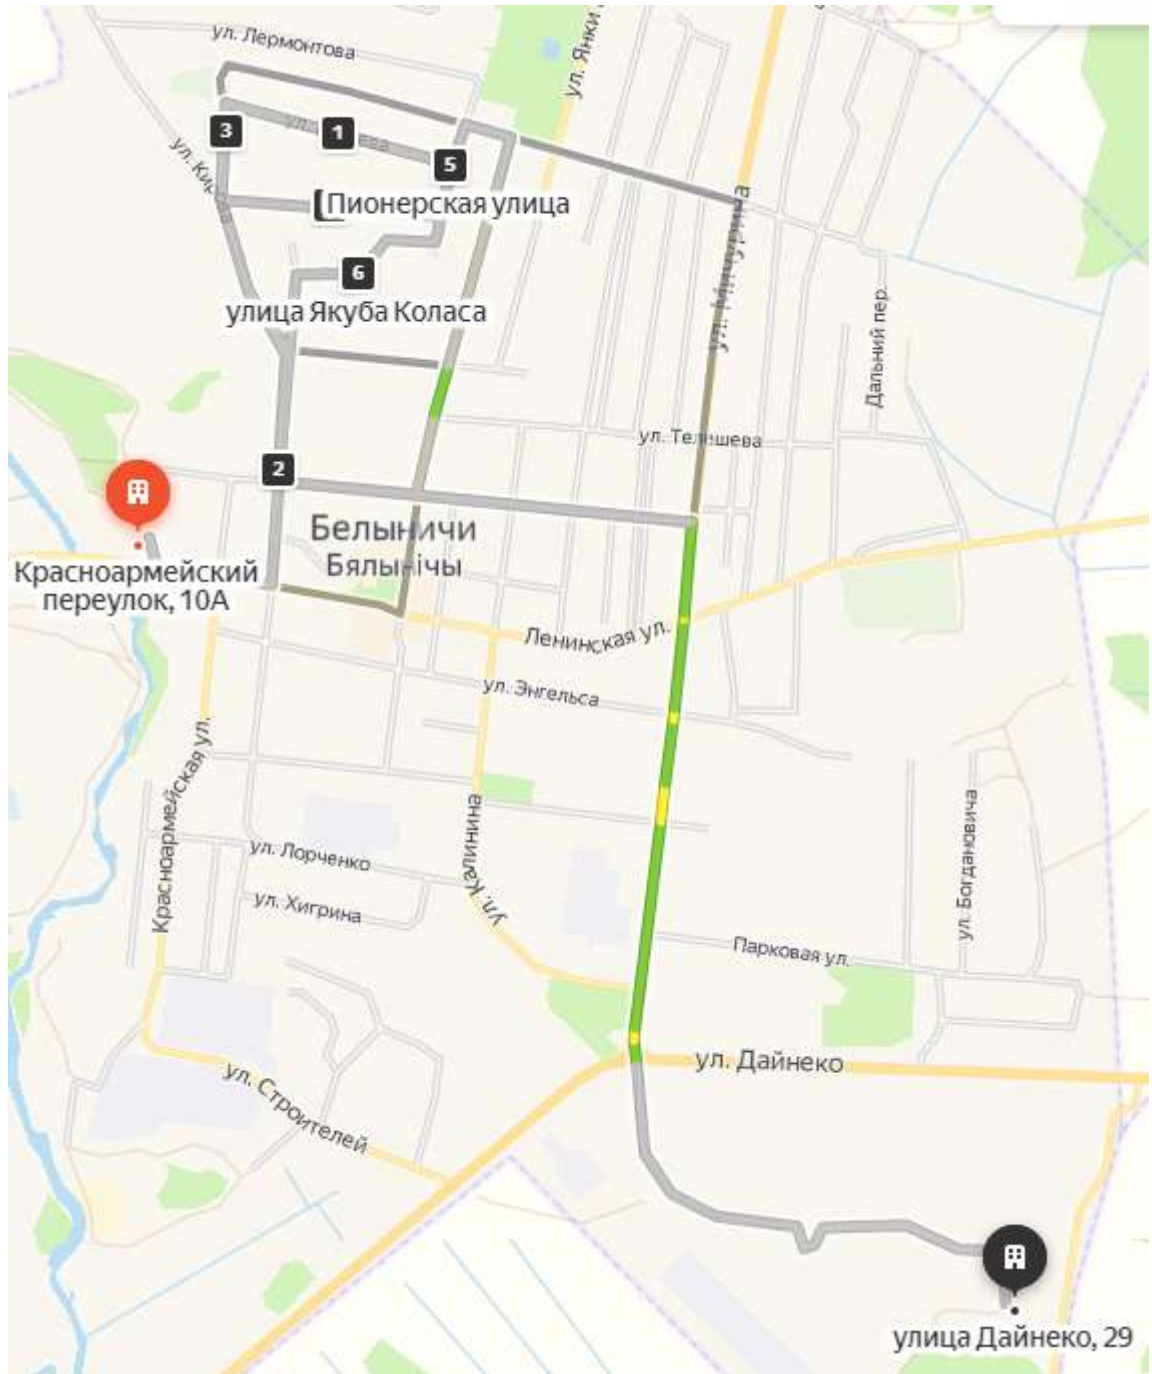 ул. Лермонтова
ул. Янки
3
1
5
Пионерская улица
ул. Мичурина
6
улица Якуба Коласа
Дальний пер.
ул. Телешева
2
Белыничи
Бялынічы
Красноармейский
переулок, 10А
Ленинская ул.
ул. Энгельса
Красноармейская ул.
ул. Калинина
ул. Лорченко
ул. Хигрина
ул. Богдановича
Парковая ул.
ул. Дайнеко
ул. Строителей
улица Дайнеко, 29